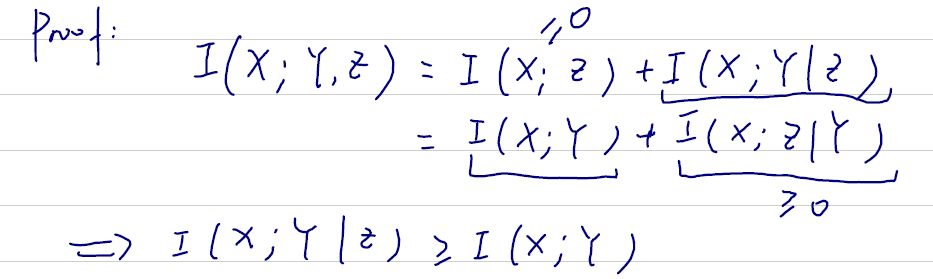 Proof:
= 0
I(X; Y, Z) = I(X; Z) + I(X; Y|Z)
= I(X; Y) + I(X; Z|Y)
≥ 0
⟹ I(X; Y|Z) ≥ I(X; Y)